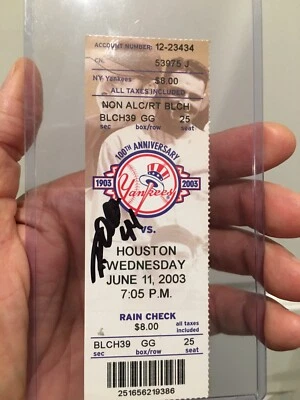 ACCOUNT NUMBER: 12-23434
53975 J
NY Yankees $8.00
ALL TAXES INCLUDED
NON ALC/RT BLCH
BLCH39 GG 25
sec box/row seat
100TH ANNIVERSARY
1903 2003
Yankees
VS.
HOUSTON
WEDNESDAY
JUNE 11, 2003
7:05 P.M.
RAIN CHECK
$8.00 all taxes
included
BLCH39 GG 25
sec box/row seat
251656219386